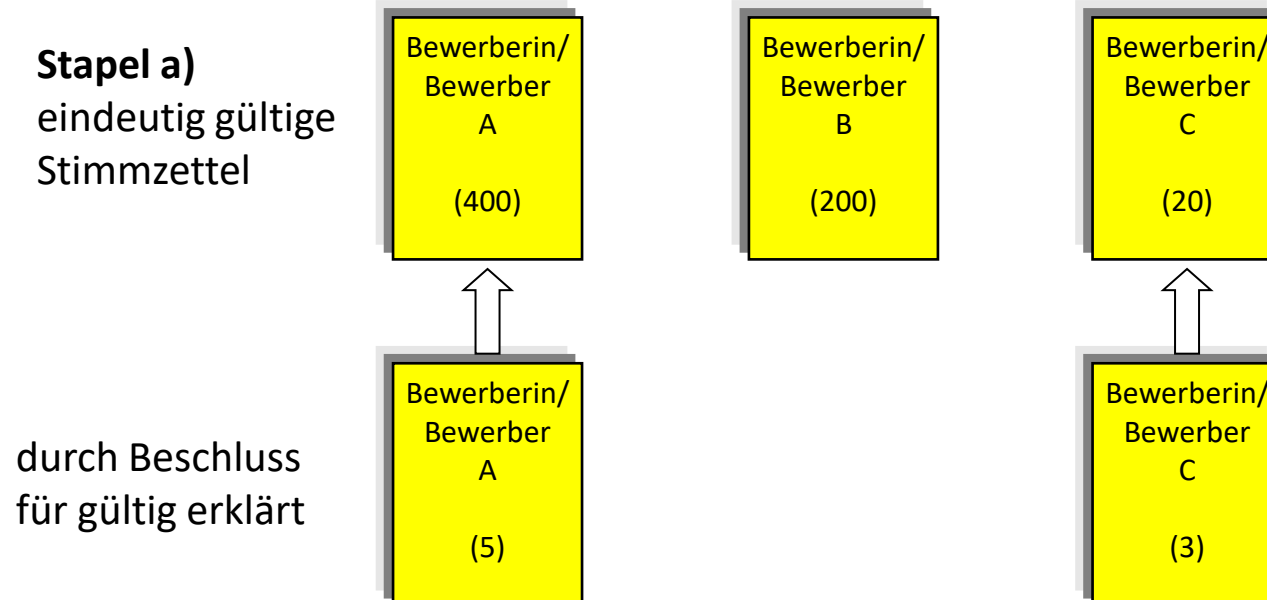 Stapel a)
eindeutig gültige
Stimmzettel
Bewerberin/
Bewerber
A
(400)
Bewerberin/
Bewerber
B
(200)
Bewerberin/
Bewerber
C
(20)
durch Beschluss
für gültig erklärt
Bewerberin/
Bewerber
A
(5)
Bewerberin/
Bewerber
C
(3)